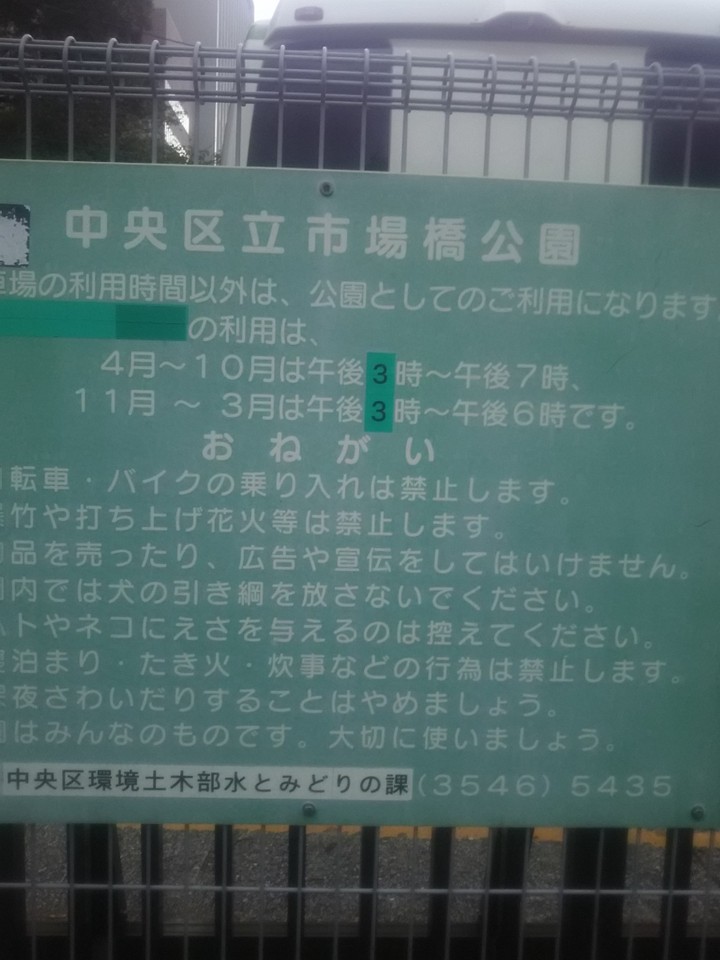 中央区立市場橋公園
車場の利用時間以外は、公園としてのご利用になります
の利用は、
4月～10月は午後3時～午後7時、
11月 ～ 3月は午後3時～午後6時です。
おねがい
転車・バイクの乗り入れは禁止します。
竹や打ち上げ花火等は禁止します。
品を売ったり、広告や宣伝をしてはいけません。
内では犬の引き綱を放さないでください。
トやネコにえさを与えるのは控えてください。
泊まり・たき火・炊事などの行為は禁止します。
夜さわいだりすることはやめましょう。
はみんなのものです。大切に使いましょう。
中央区環境土木部水とみどりの課(3546) 5435